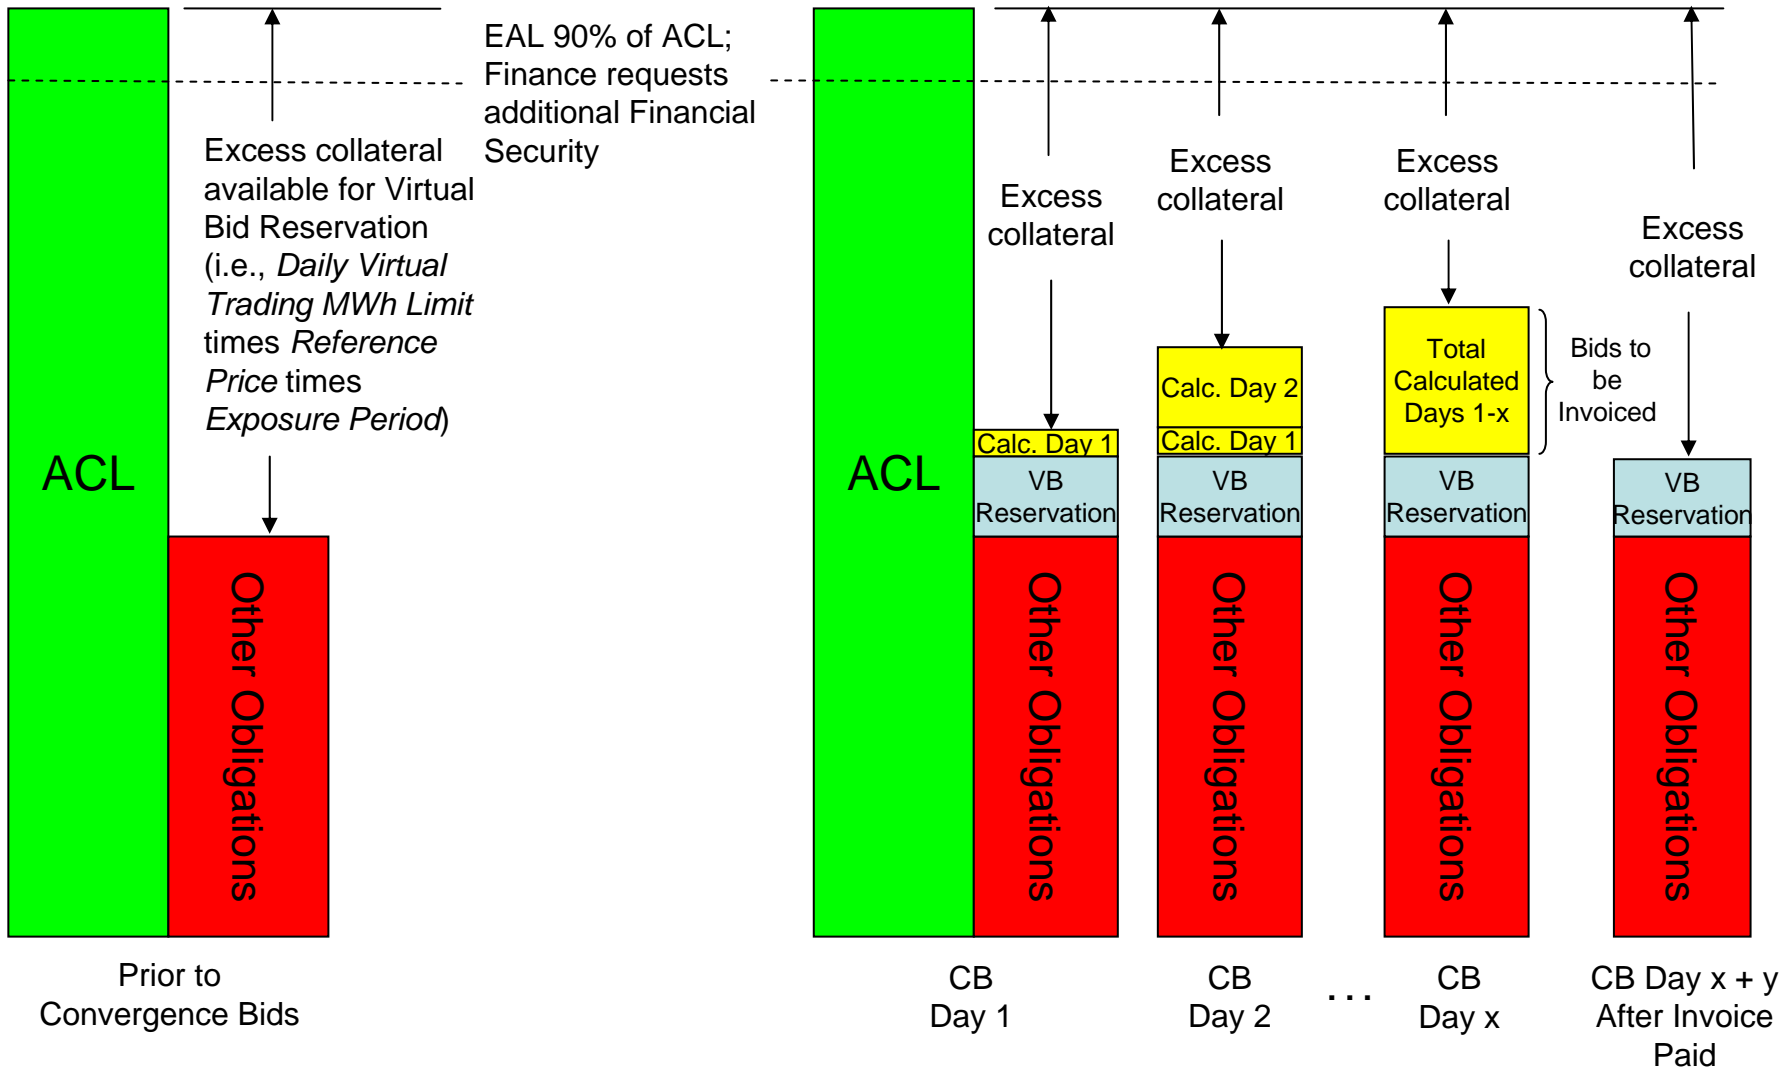 EAL 90% of ACL;
Finance requests
additional Financial
Security
Excess collateral
available for Virtual
Bid Reservation
(i.e., Daily Virtual
Trading MWh Limit
times Reference
Price times
Exposure Period)
ACL
Other Obligations
Prior to
Convergence Bids
ACL
Excess
collateral
Calc. Day 1
VB
Reservation
Other Obligations
CB
Day 1
Excess
collateral
Calc. Day 2
Calc. Day 1
VB
Reservation
Other Obligations
CB
Day 2
...
Excess
collateral
Total
Calculated
Days 1-x
Bids to
be
Invoiced
VB
Reservation
Other Obligations
CB
Day x
Excess
collateral
VB
Reservation
Other Obligations
CB Day x + y
After Invoice
Paid